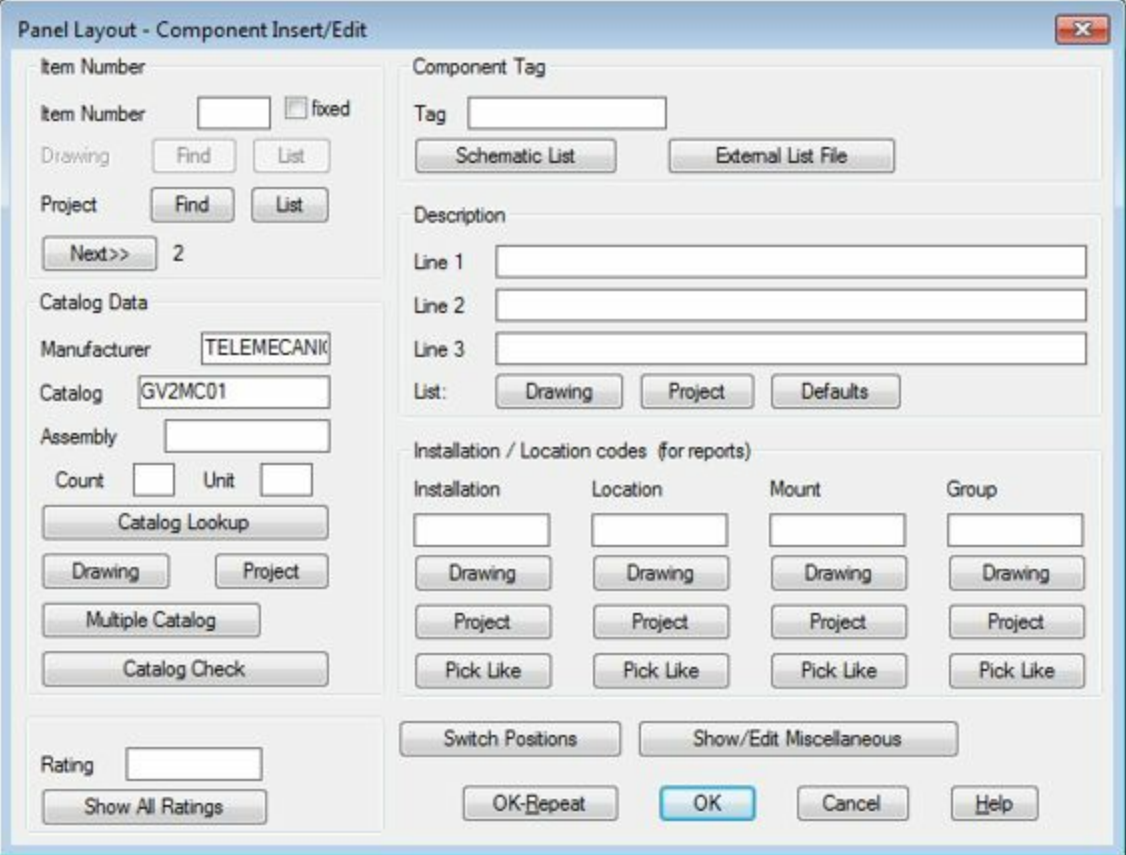 Panel Layout - Component Insert/Edit
Item Number
Item Number fixed
Drawing Find List
Project Find List
Next>> 2
Catalog Data
Manufacturer TELEMECANI
Catalog GV2MC01
Assembly
Count Unit
Catalog Lookup
Drawing Project
Multiple Catalog
Catalog Check
Rating
Show All Ratings
Component Tag
Tag
Schematic List External List File
Description
Line 1
Line 2
Line 3
List: Drawing Project Defaults
Installation / Location codes (for reports)
Installation Location Mount Group
Drawing Drawing Drawing Drawing
Project Project Project Project
Pick Like Pick Like Pick Like Pick Like
Switch Positions Show/Edit Miscellaneous
OK-Repeat OK Cancel Help